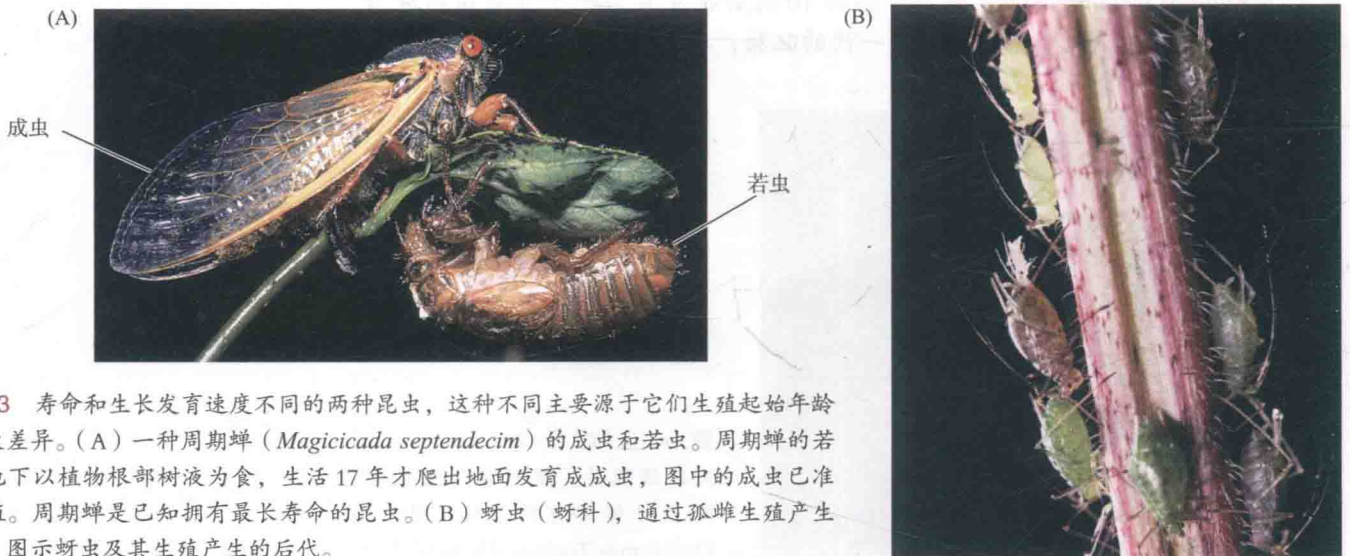 (A)
(B)
一代的
成虫
若虫
3 寿命和生长发育速度不同的两种昆虫，这种不同主要源于它们生殖起始年龄
差异。（A）一种周期蝉（Magicicada septendecim）的成虫和若虫。周期蝉的若
下以植物根部树液为食，生活 17 年才爬出地面发育成成虫，图中的成虫已准
。周期蝉是已知拥有最长寿命的昆虫。（B）蚜虫（蚜科），通过孤雌生殖产生
图示蚜虫及其生殖产生的后代。